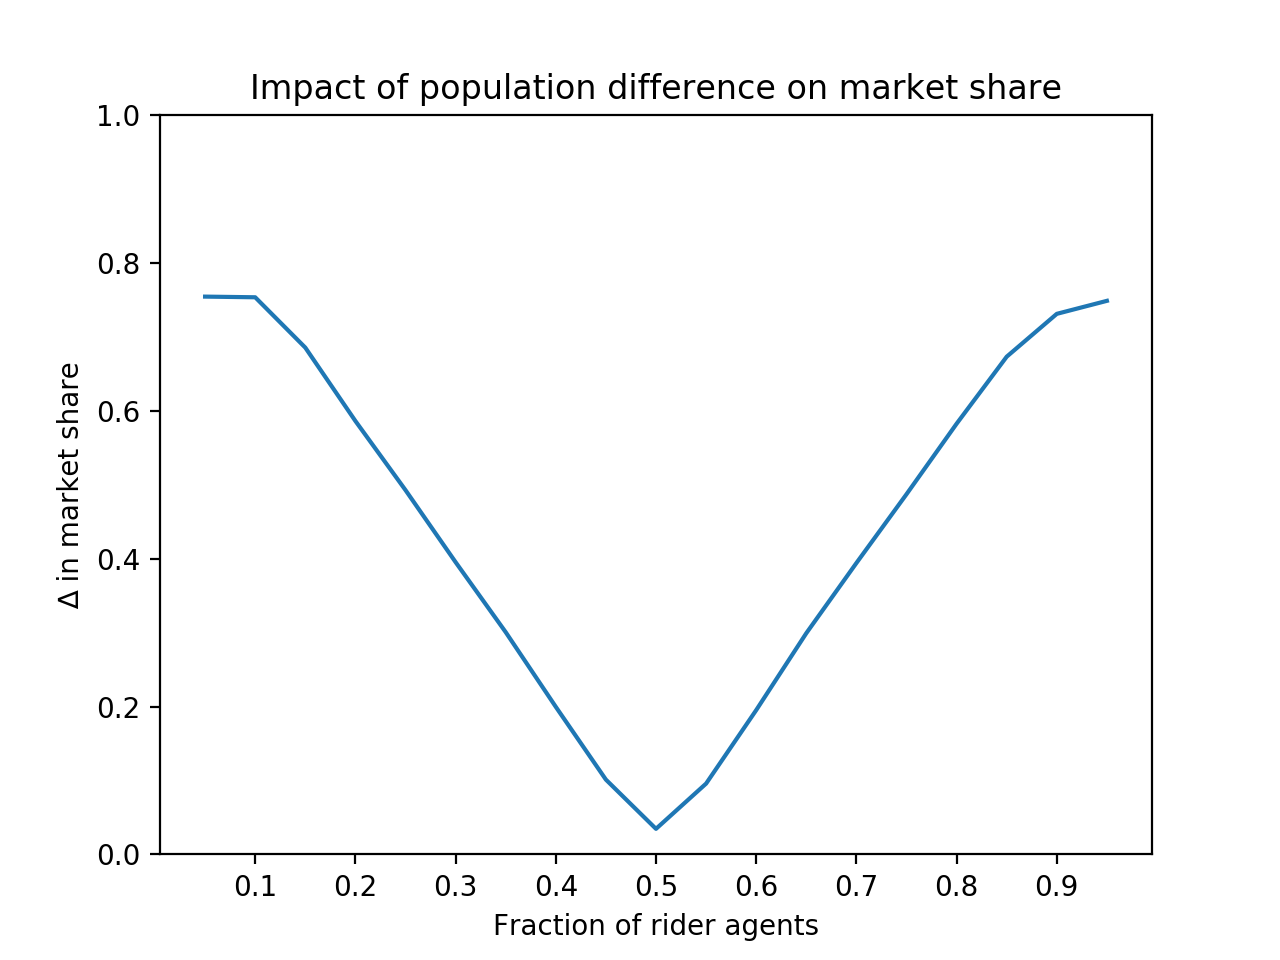 Impact of population difference on market share
1.0
0.8
0.6
0.4
0.2
0.0
Δ in market share
0.1 0.2 0.3 0.4 0.5 0.6 0.7 0.8 0.9
Fraction of rider agents